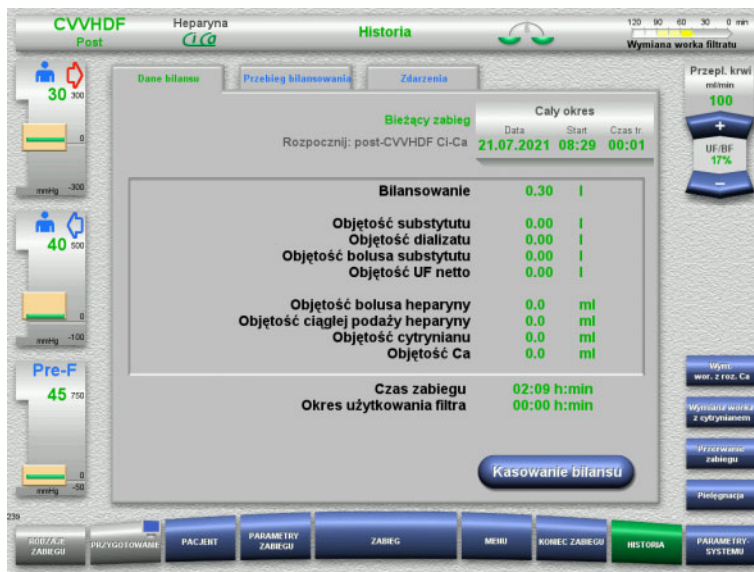 CVVHDF
Post
Heparyna
Ci Ca
Historia
120 90 60 30 0 min
Wymiana worka filtratu
30
300
0
mmHg -300
40
500
0
mmHg -100
Pre-F
45
750
0
mmHg -50
Dane bilansu
Przebieg bilansowania
Zdarzenia
Bieżący zabieg
Rozpocznij: post-CVVHDF Ci-Ca
Cały okres
Data Start Czas tr.
21.07.2021 08:29 00:01
Bilansowanie 0.30 l
Objętość substytutu 0.00 l
Objętość dializatu 0.00 l
Objętość bolusa substytutu 0.00 l
Objętość UF netto 0.00 l
Objętość bolusa heparyny 0.0 ml
Objętość ciągłej podaży heparyny 0.0 ml
Objętość cytrynianu 0.0 ml
Objętość Ca 0.0 ml
Czas zabiegu 02:09 h:min
Okres użytkowania filtra 00:00 h:min
Kasowanie bilansu
Przepł. krwi
ml/min
100
+
UF/BF
17%
–
Wym.
wor. z roz. Ca
Wymiana worka
z cytrynianem
Przerwanie
zabiegu
Pielęgnacja
239
RODZAJE
ZABIEGU
PRZYGOTOWANIE
PACJENT
PARAMETRY
ZABIEGU
ZABIEG
MENU
KONIEC ZABIEGU
HISTORIA
PARAMETRY-
SYSTEMU